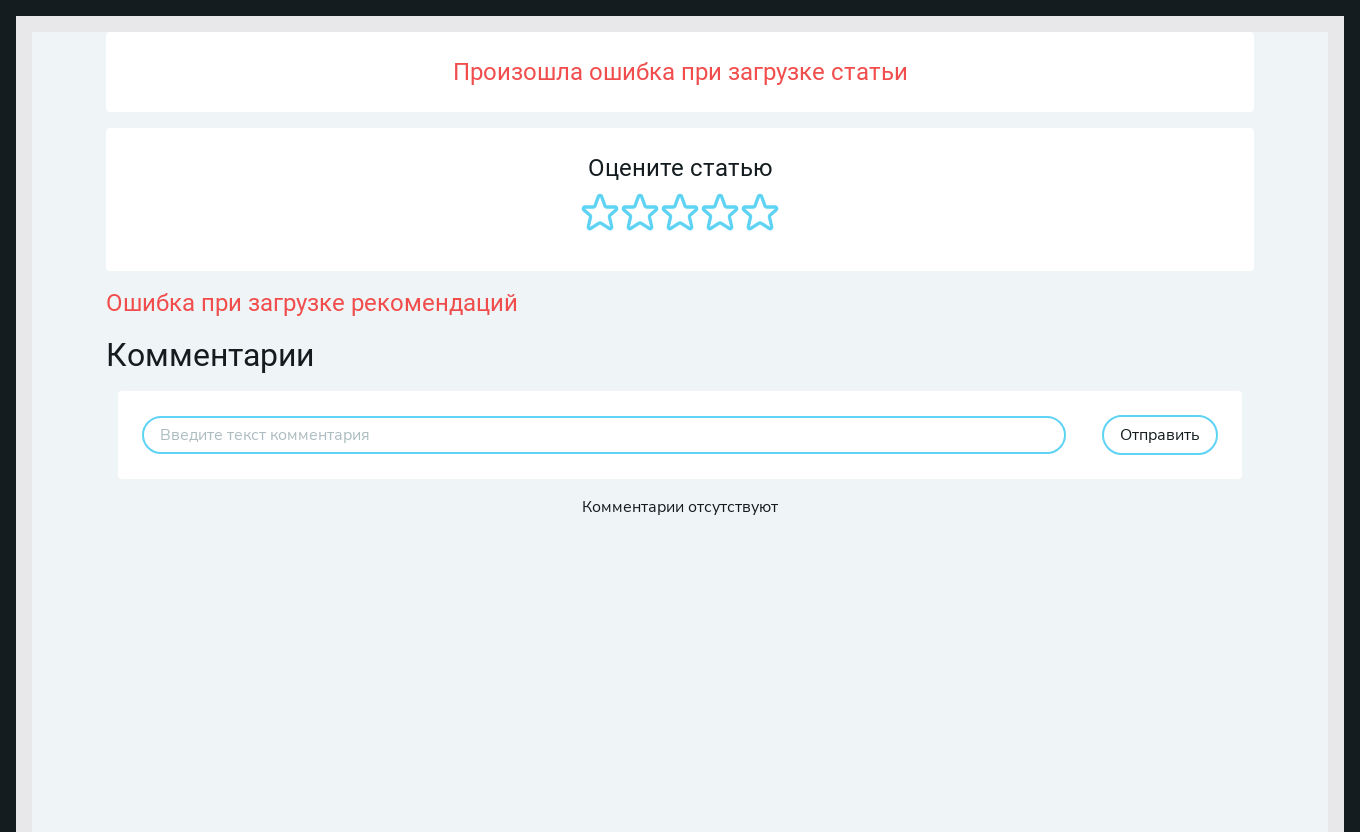 Произошла ошибка при загрузке статьи
Оцените статью
Ошибка при загрузке рекомендаций
Комментарии
Введите текст комментария
Отправить
Комментарии отсутствуют